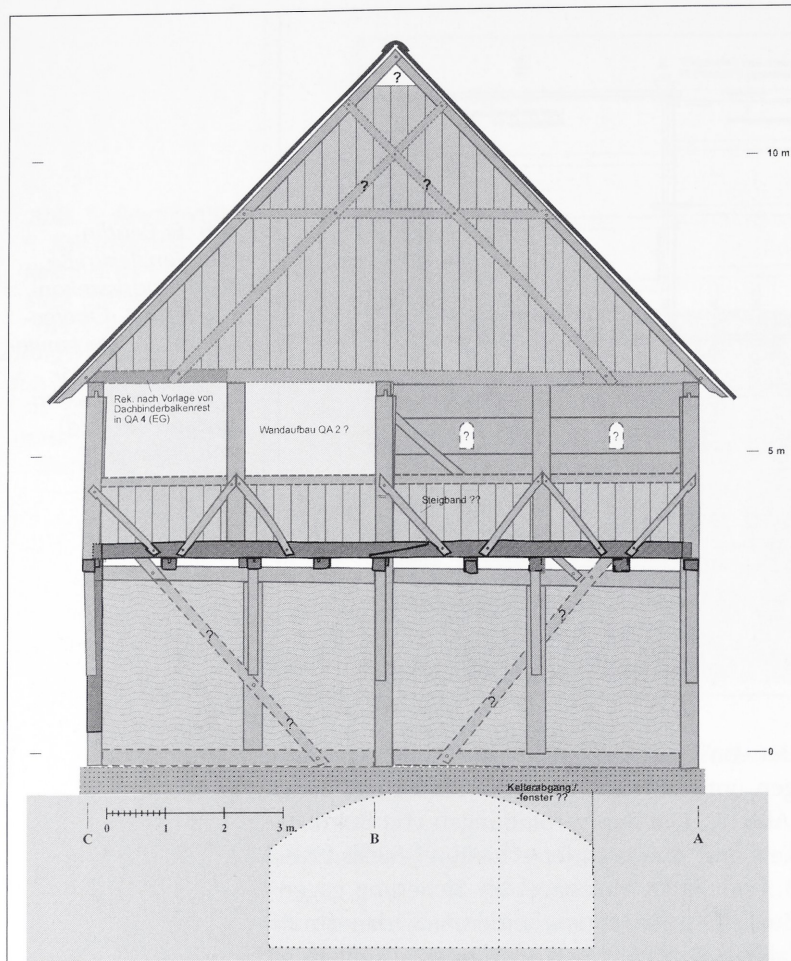 ?
10 m
? ?
Rek. nach Vorlage von
Dachbinderbalkenrest
in QA 4 (EG)
Wandaufbau QA 2 ?
? ?
5 m
Steigband ??
?
?
? ?
0
Kellerabgang /
-fenster ??
0 1 2 3 m.
C B A